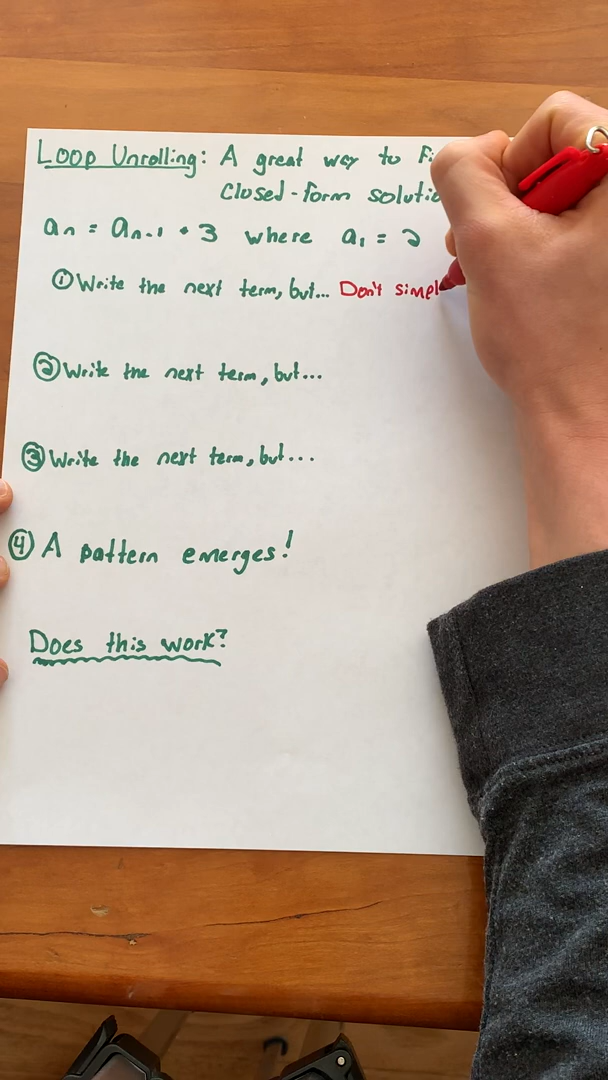 Loop Unrolling: A great way to
Closed-form
aₙ = aₙ₋₁ • 3 where a₁ = 2
① Write the next term, but... Don't
② Write the next term, but...
③ Write the next term, but...
④ A pattern emerges!
Does this work?